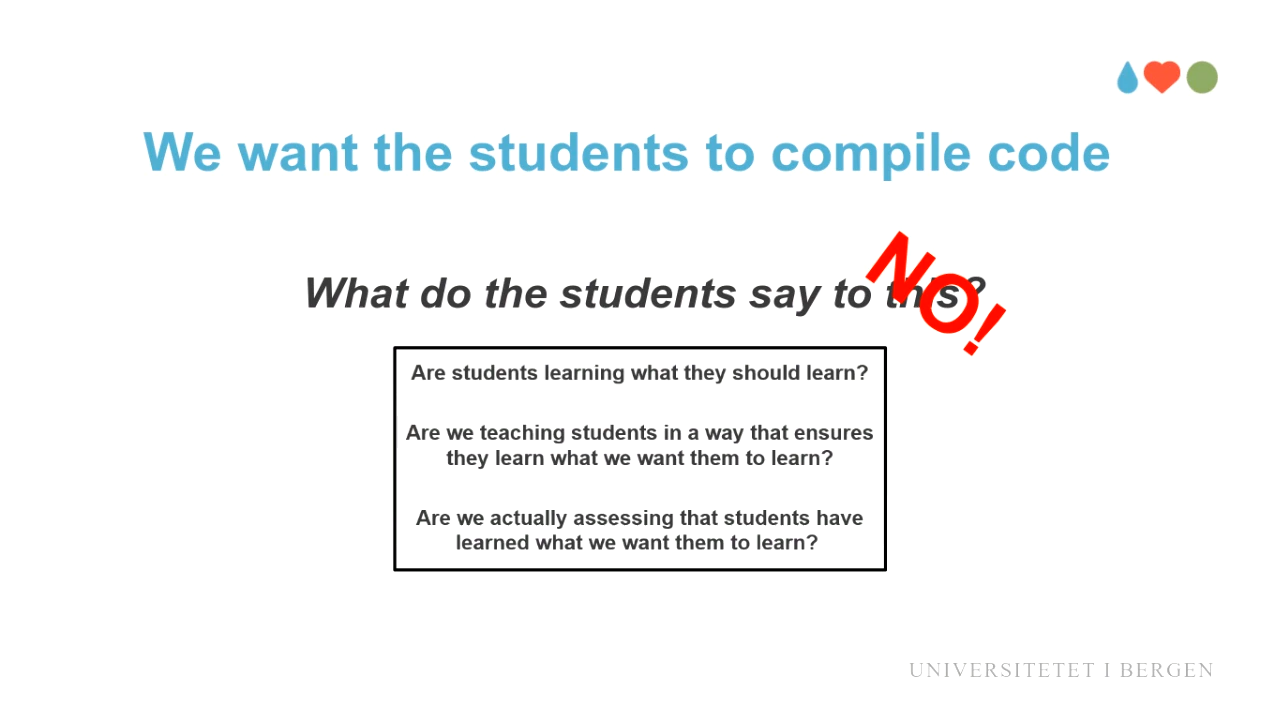 We want the students to compile code
What do the students say to this?
NO!
Are students learning what they should learn?
Are we teaching students in a way that ensures
they learn what we want them to learn?
Are we actually assessing that students have
learned what we want them to learn?
UNIVERSITETET I BERGEN